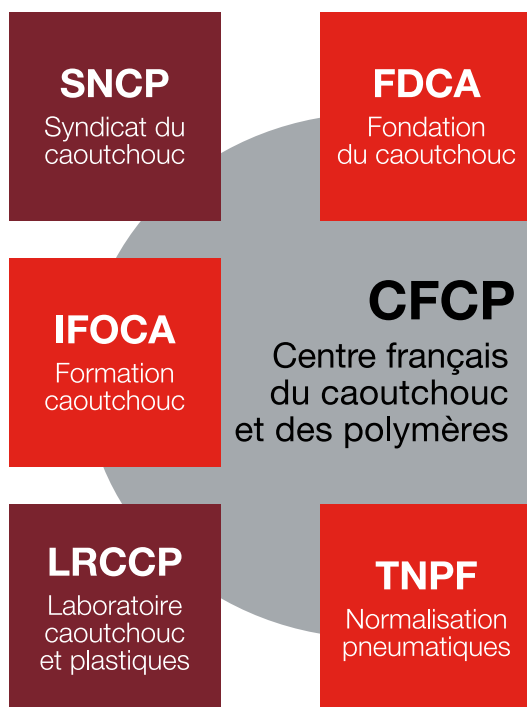 SNCP
Syndicat du
caoutchouc
FDCA
Fondation
du caoutchouc
IFOCA
Formation
caoutchouc
CFCP
Centre français
du caoutchouc
et des polymères
LRCCP
Laboratoire
caoutchouc
et plastiques
TNPF
Normalisation
pneumatiques